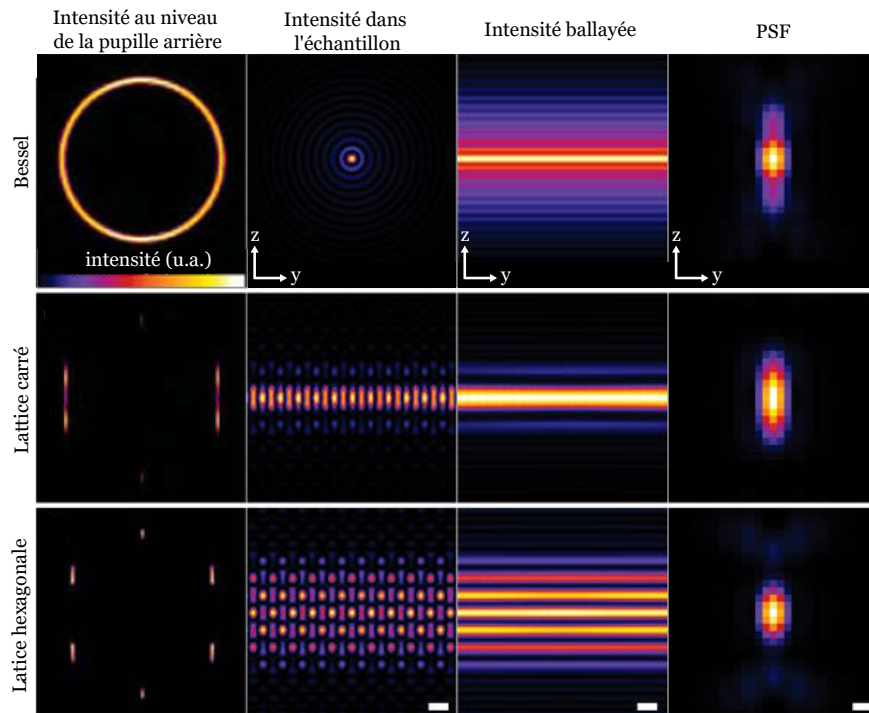 Intensité au niveau
de la pupille arrière
Intensité dans
l'échantillon
Intensité ballayée
PSF
Bessel
intensité (u.a.)
z
y
z
y
z
y
Lattice carré
Latice hexagonale